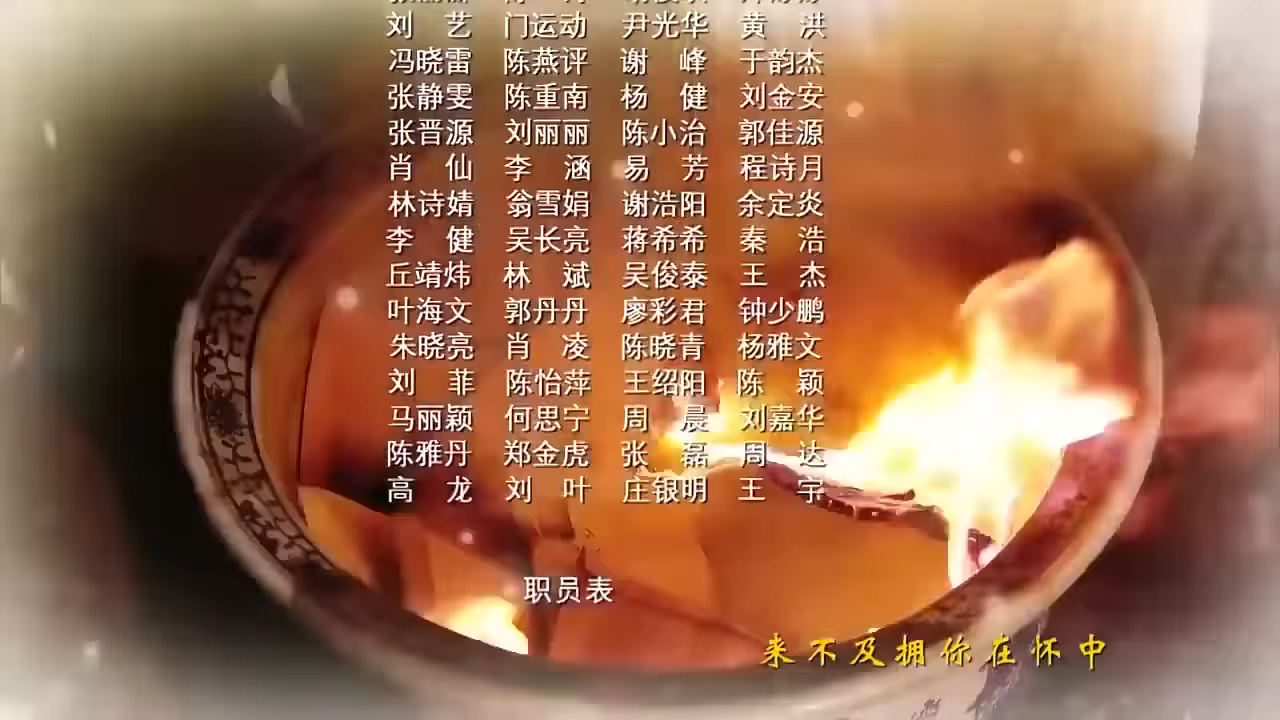 刘　艺　门运动　尹光华　黄　洪
冯晓雷　陈燕评　谢　峰　于韵杰
张静雯　陈重南　杨　健　刘金安
张晋源　刘丽丽　陈小治　郭佳源
肖　仙　李　涵　易　芳　程诗月
林诗婧　翁雪娟　谢浩阳　余定炎
李　健　吴长亮　蒋希希　秦　浩
丘靖炜　林　斌　吴俊泰　王　杰
叶海文　郭丹丹　廖彩君　钟少鹏
朱晓亮　肖　凌　陈晓青　杨雅文
刘　菲　陈怡萍　王绍阳　陈　颖
马丽颖　何思宁　周　晨　刘嘉华
陈雅丹　郑金虎　张　磊　周　达
高　龙　刘　叶　庄银明　王　宇
职员表
来不及拥你在怀中